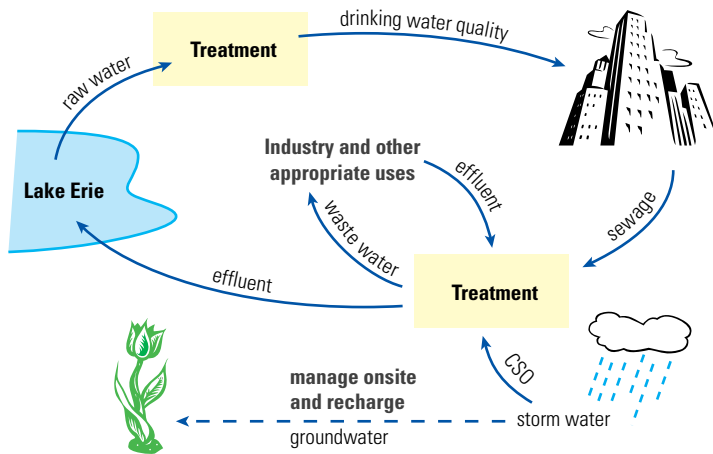 drinking water quality
Treatment
raw water
Industry and other
appropriate uses
effluent
Lake Erie
sewage
waste water
effluent
Treatment
CSO
manage onsite
and recharge
storm water
groundwater